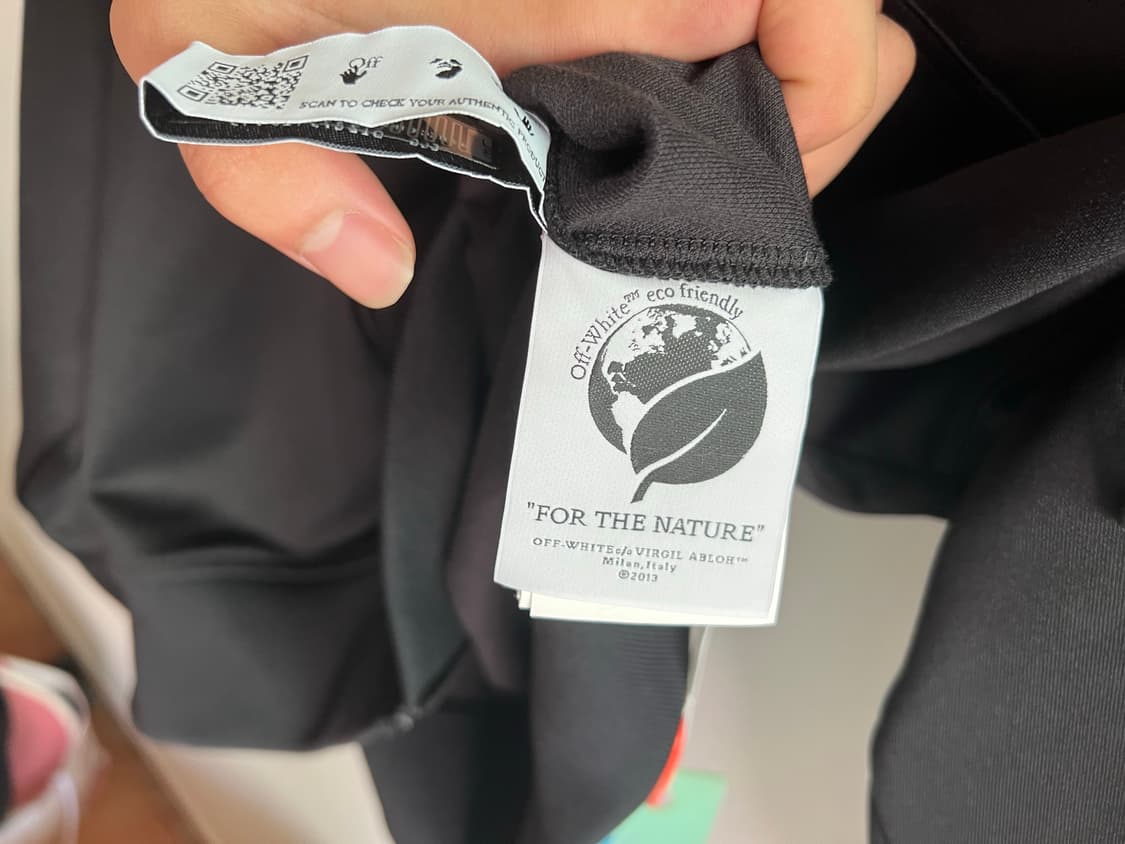 Off
SCAN TO CHECK YOUR AUTHENTIC PRODUCT
Off-White™ eco friendly
"FOR THE NATURE"
OFF-WHITE c/o VIRGIL ABLOH™
Milan, Italy
©2013